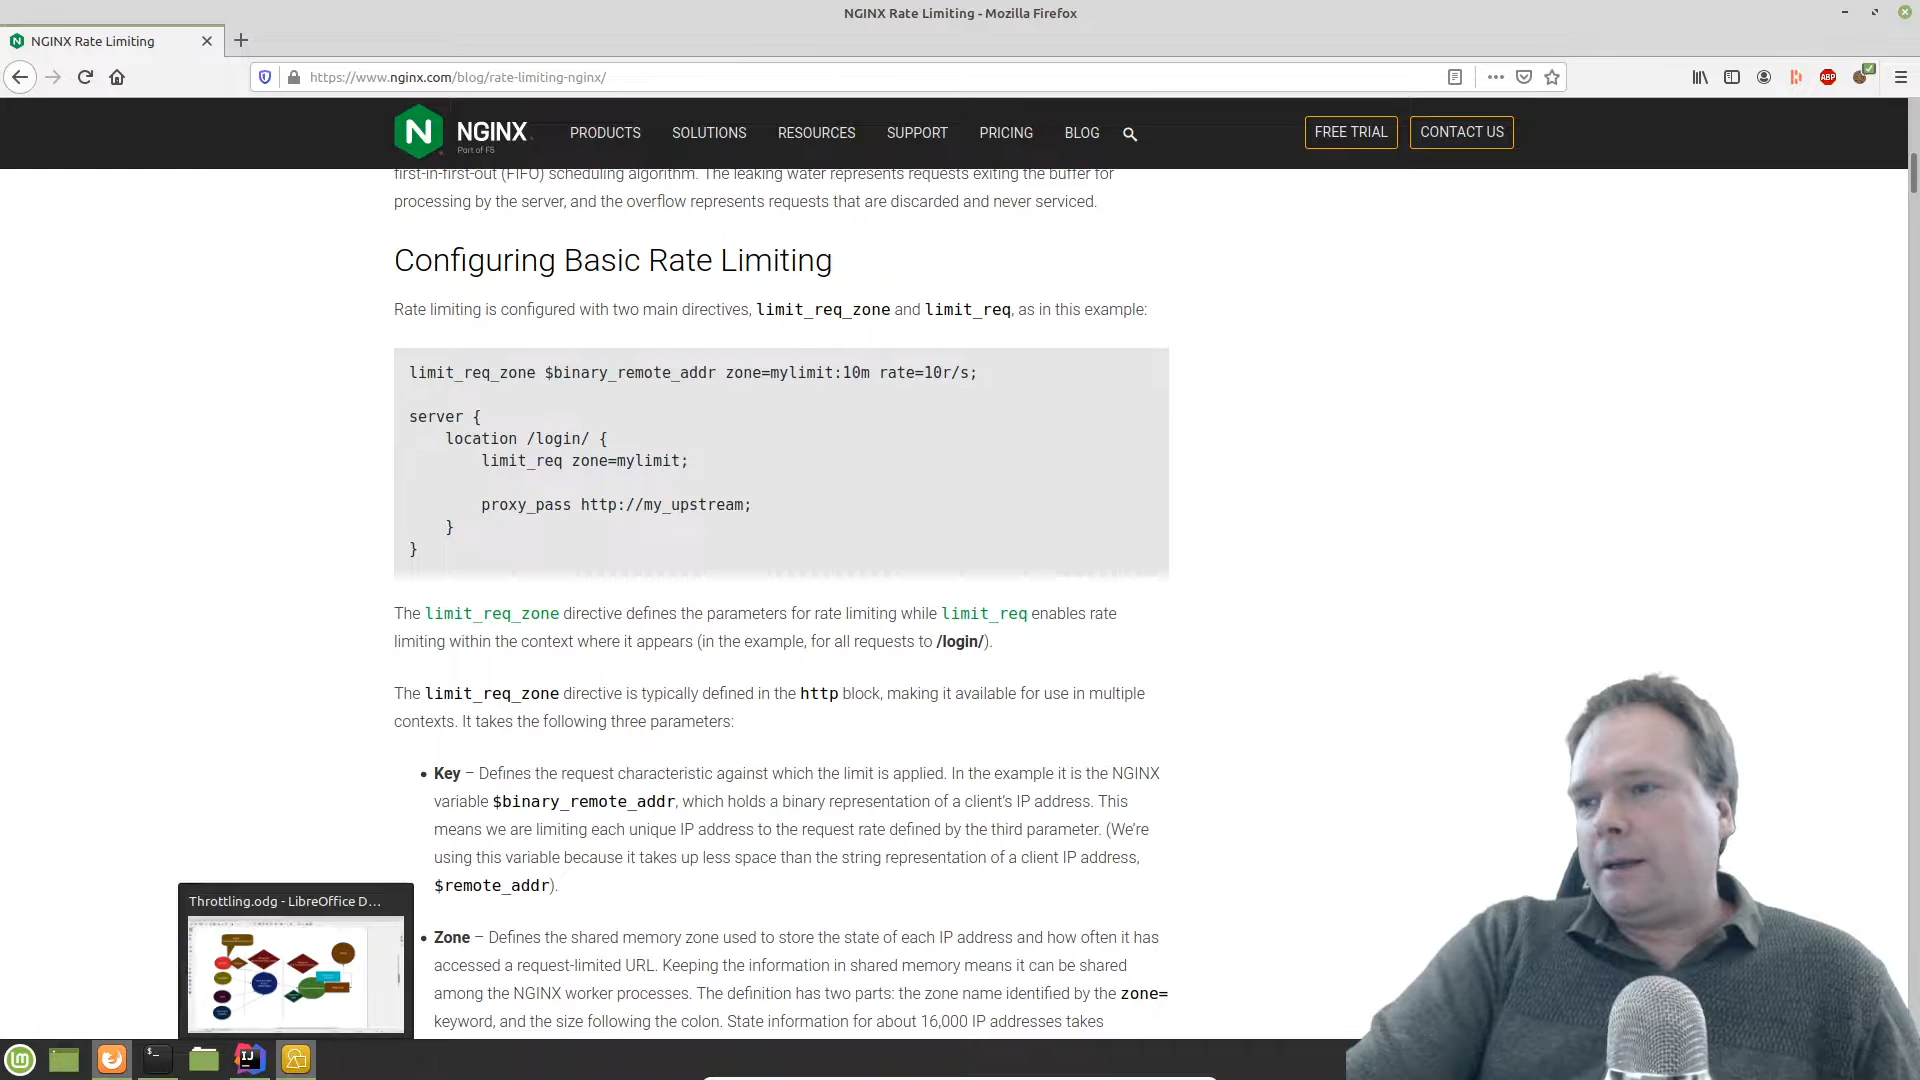 NGINX Rate Limiting - Mozilla Firefox
NGINX Rate Limiting
https://www.nginx.com/blog/rate-limiting-nginx/
ABP
N
NGINX
Part of F5
PRODUCTS
SOLUTIONS
RESOURCES
SUPPORT
PRICING
BLOG
FREE TRIAL
CONTACT US
first-in-first-out (FIFO) scheduling algorithm. The leaking water represents requests exiting the buffer for
processing by the server, and the overflow represents requests that are discarded and never serviced.
Configuring Basic Rate Limiting
Rate limiting is configured with two main directives, limit_req_zone and limit_req, as in this example:
limit_req_zone $binary_remote_addr zone=mylimit:10m rate=10r/s;
server {
location /login/ {
limit_req zone=mylimit;
proxy_pass http://my_upstream;
}
}
The limit_req_zone directive defines the parameters for rate limiting while limit_req enables rate
limiting within the context where it appears (in the example, for all requests to /login/).
The limit_req_zone directive is typically defined in the http block, making it available for use in multiple
contexts. It takes the following three parameters:
• Key – Defines the request characteristic against which the limit is applied. In the example it is the NGINX
variable $binary_remote_addr, which holds a binary representation of a client’s IP address. This
means we are limiting each unique IP address to the request rate defined by the third parameter. (We’re
using this variable because it takes up less space than the string representation of a client IP address,
$remote_addr).
Throttling.odg - LibreOffice D...
• Zone – Defines the shared memory zone used to store the state of each IP address and how often it has
accessed a request-limited URL. Keeping the information in shared memory means it can be shared
among the NGINX worker processes. The definition has two parts: the zone name identified by the zone=
keyword, and the size following the colon. State information for about 16,000 IP addresses takes
$_
IJ